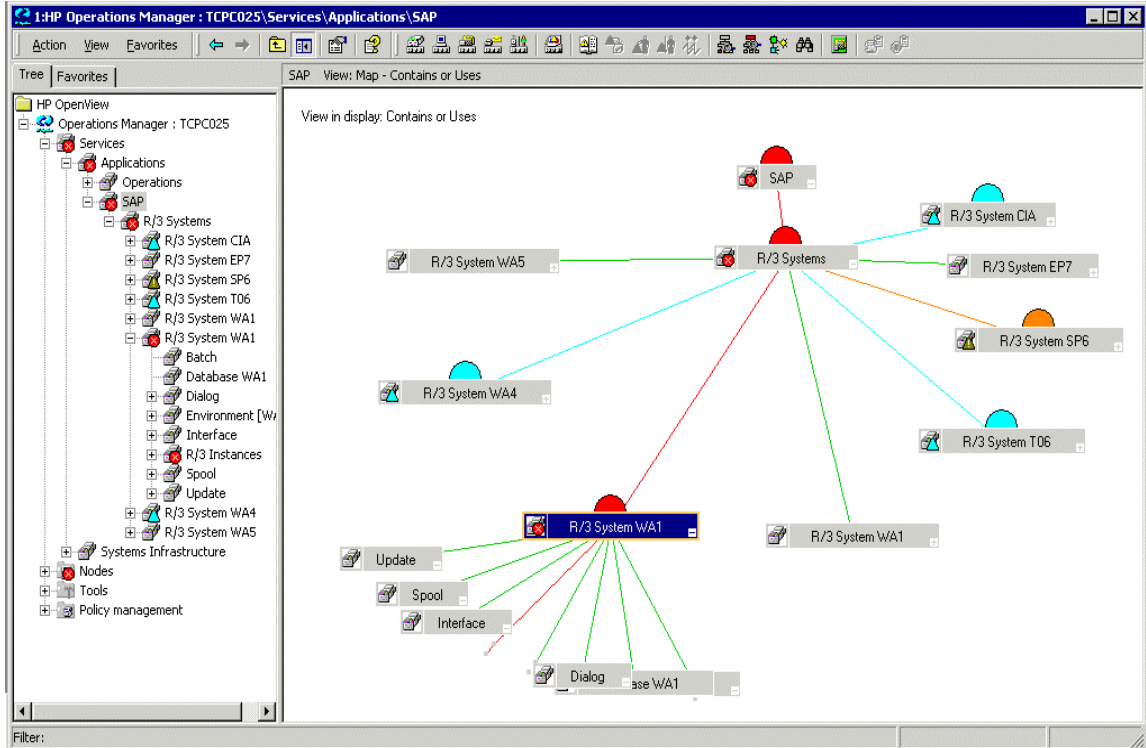 1:HP Operations Manager : TCPC025\Services\Applications\SAP
Action View Favorites
Tree Favorites
SAP View: Map - Contains or Uses
HP OpenView
Operations Manager : TCPC025
Services
Applications
Operations
SAP
R/3 Systems
R/3 System CIA
R/3 System EP7
R/3 System SP6
R/3 System T06
R/3 System WA1
R/3 System WA1
Batch
Database WA1
Dialog
Environment [WA
Interface
R/3 Instances
Spool
Update
R/3 System WA4
R/3 System WA5
Systems Infrastructure
Nodes
Tools
Policy management
View in display: Contains or Uses
SAP
R/3 System CIA
R/3 Systems
R/3 System WA5
R/3 System EP7
R/3 System SP6
R/3 System WA4
R/3 System T06
R/3 System WA1
R/3 System WA1
Update
Spool
Interface
Dialog
ase WA1
Filter: